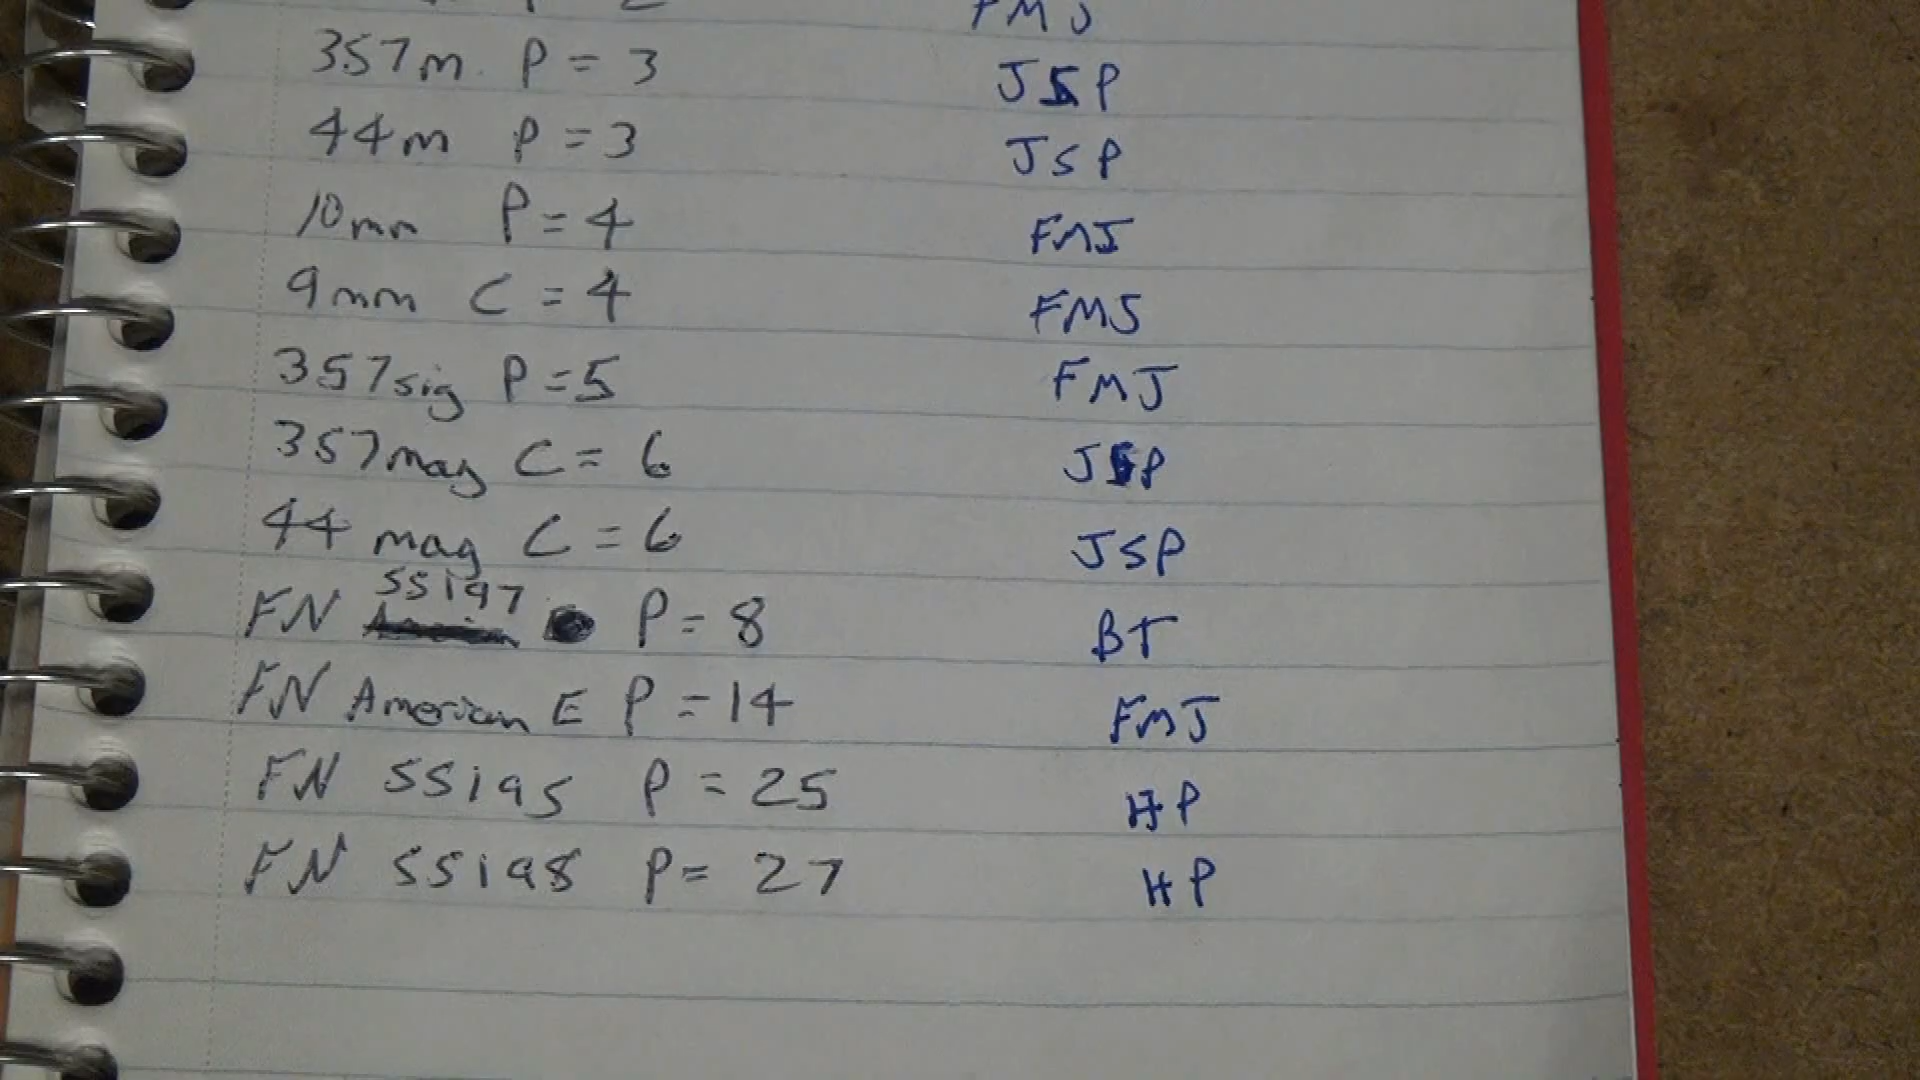 FMJ
357m. P = 3 JSP
44m P = 3 JSP
10mm P = 4 FMJ
9mm C = 4 FMJ
357sig P = 5 FMJ
357mag C = 6 JSP
44 mag C = 6 JSP
FN SS197 P = 8 BT
FN American E P = 14 FMJ
FN SS195 P = 25 HP
FN SS198 P = 27 HP